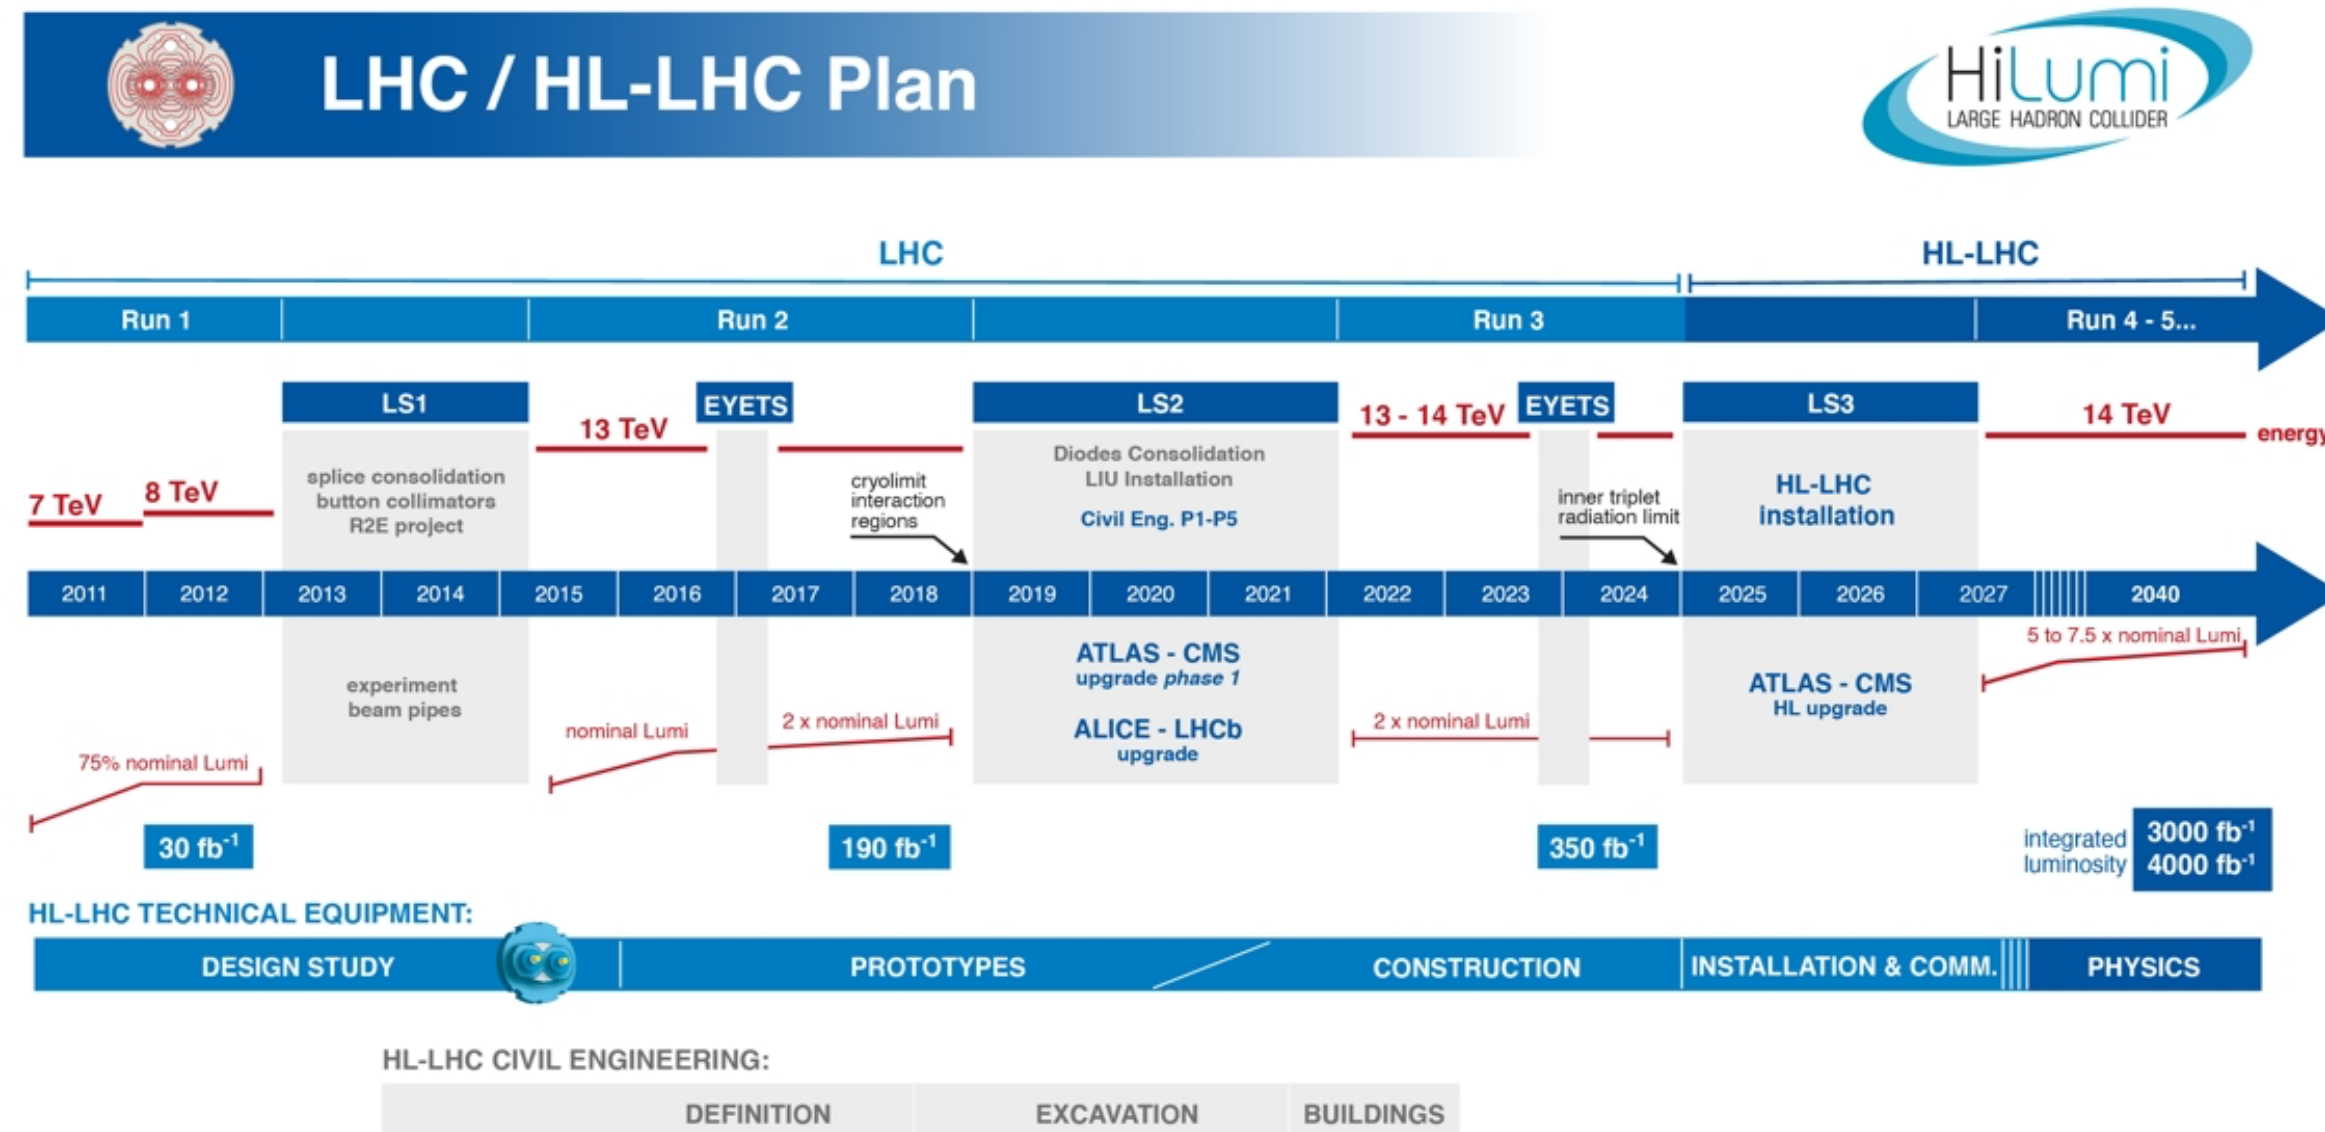 LHC / HL-LHC Plan
HiLumi
LARGE HADRON COLLIDER
LHC
HL-LHC
Run 1
Run 2
Run 3
Run 4 - 5...
LS1
EYETS
LS2
EYETS
LS3
13 TeV
13 - 14 TeV
14 TeV
energy
7 TeV
8 TeV
splice consolidation
button collimators
R2E project
cryolimit
interaction
regions
Diodes Consolidation
LIU Installation
Civil Eng. P1-P5
inner triplet
radiation limit
HL-LHC
installation
2011
2012
2013
2014
2015
2016
2017
2018
2019
2020
2021
2022
2023
2024
2025
2026
2027
2040
75% nominal Lumi
experiment
beam pipes
nominal Lumi
2 x nominal Lumi
ATLAS - CMS
upgrade phase 1
ALICE - LHCb
upgrade
2 x nominal Lumi
ATLAS - CMS
HL upgrade
5 to 7.5 x nominal Lumi
30 fb⁻¹
190 fb⁻¹
350 fb⁻¹
integrated
luminosity
3000 fb⁻¹
4000 fb⁻¹
HL-LHC TECHNICAL EQUIPMENT:
DESIGN STUDY
PROTOTYPES
CONSTRUCTION
INSTALLATION & COMM.
PHYSICS
HL-LHC CIVIL ENGINEERING:
DEFINITION
EXCAVATION
BUILDINGS